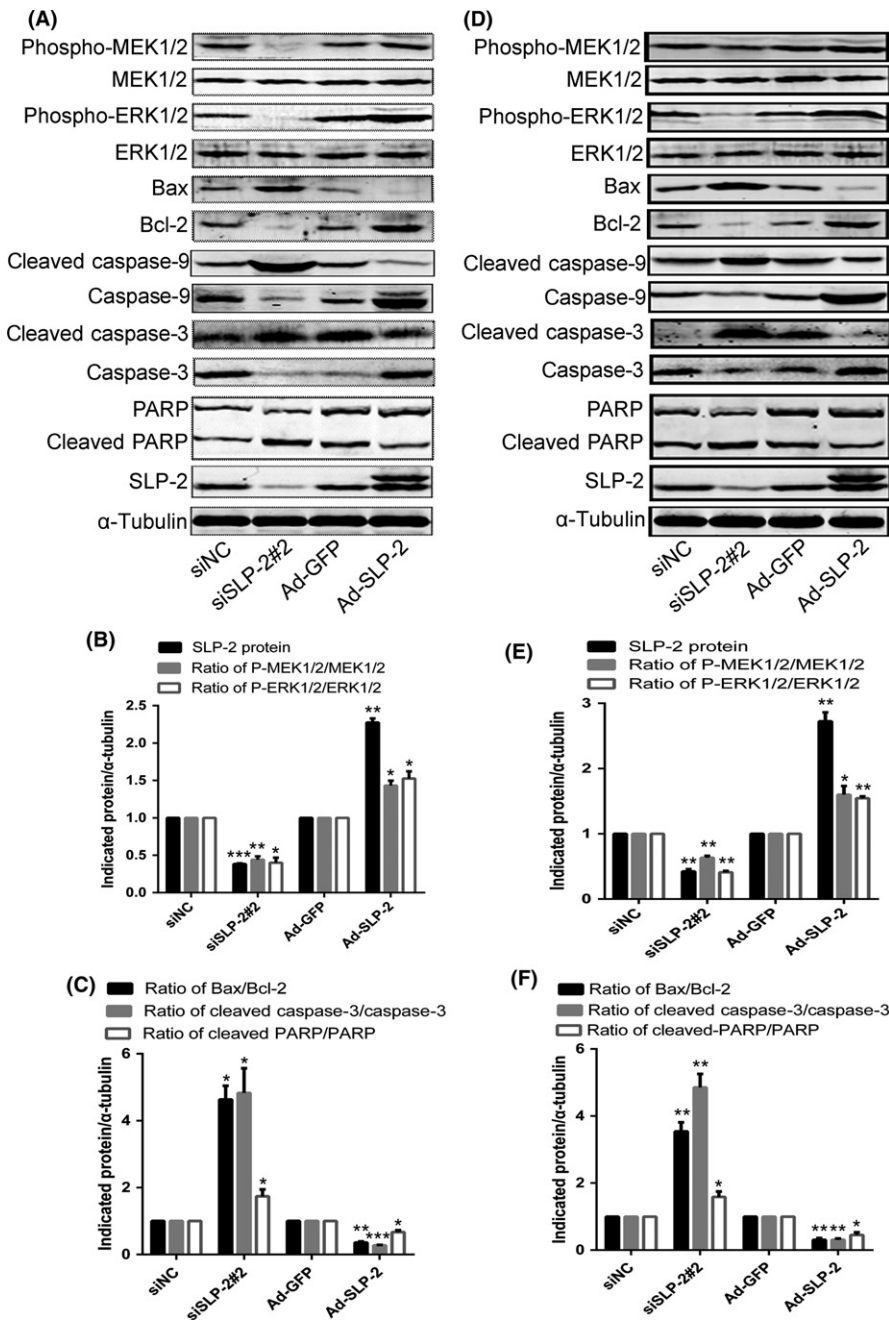 (A)
Phospho-MEK1/2
MEK1/2
Phospho-ERK1/2
ERK1/2
Bax
Bcl-2
Cleaved caspase-9
Caspase-9
Cleaved caspase-3
Caspase-3
PARP
Cleaved PARP
SLP-2
α-Tubulin
siNC
siSLP-2#2
Ad-GFP
Ad-SLP-2
(D)
Phospho-MEK1/2
MEK1/2
Phospho-ERK1/2
ERK1/2
Bax
Bcl-2
Cleaved caspase-9
Caspase-9
Cleaved caspase-3
Caspase-3
PARP
Cleaved PARP
SLP-2
α-Tubulin
siNC
siSLP-2#2
Ad-GFP
Ad-SLP-2
(B)
SLP-2 protein
Ratio of P-MEK1/2/MEK1/2
Ratio of P-ERK1/2/ERK1/2
Indicated protein/α-tubulin
2.5
2.0
1.5
1.0
0.5
0.0
*** ** *
** * *
siNC
siSLP-2#2
Ad-GFP
Ad-SLP-2
(E)
SLP-2 protein
Ratio of P-MEK1/2/MEK1/2
Ratio of P-ERK1/2/ERK1/2
Indicated protein/α-tubulin
3
2
1
0
** ** **
** * **
siNC
siSLP-2#2
Ad-GFP
Ad-SLP-2
(C)
Ratio of Bax/Bcl-2
Ratio of cleaved caspase-3/caspase-3
Ratio of cleaved PARP/PARP
Indicated protein/α-tubulin
6
4
2
0
* * *
** *** *
siNC
siSLP-2#2
Ad-GFP
Ad-SLP-2
(F)
Ratio of Bax/Bcl-2
Ratio of cleaved caspase-3/caspase-3
Ratio of cleaved-PARP/PARP
Indicated protein/α-tubulin
6
4
2
0
** ** *
** ** *
siNC
siSLP-2#2
Ad-GFP
Ad-SLP-2